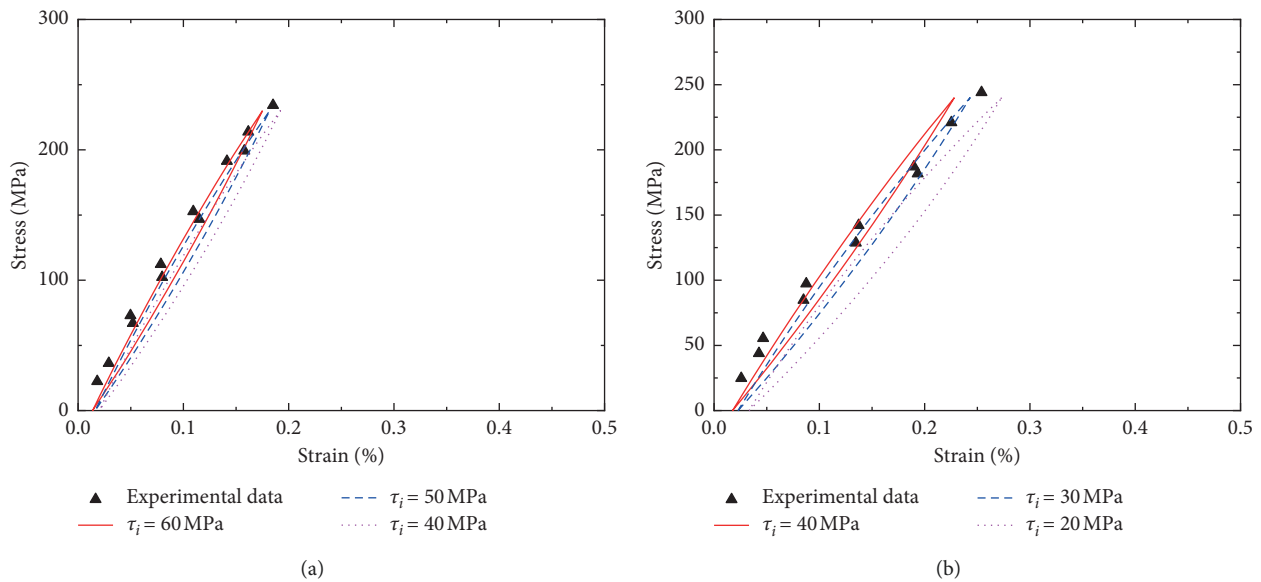 300
200
100
0
Stress (MPa)
0.0 0.1 0.2 0.3 0.4 0.5
Strain (%)
Experimental data
τi = 60 MPa
τi = 50 MPa
τi = 40 MPa
(a)
300
250
200
150
100
50
0
Stress (MPa)
0.0 0.1 0.2 0.3 0.4 0.5
Strain (%)
Experimental data
τi = 40 MPa
τi = 30 MPa
τi = 20 MPa
(b)